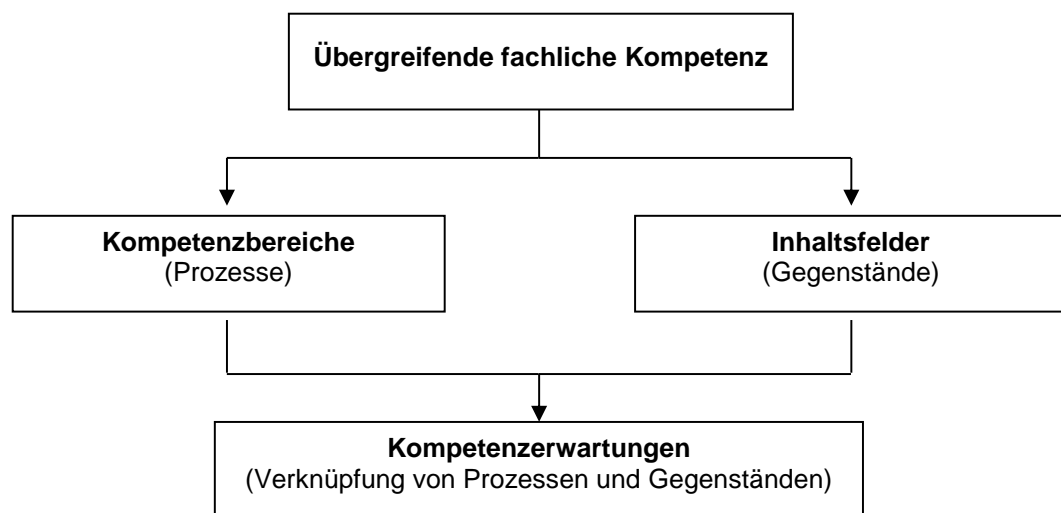 Übergreifende fachliche Kompetenz
Kompetenzbereiche
(Prozesse)
Inhaltsfelder
(Gegenstände)
Kompetenzerwartungen
(Verknüpfung von Prozessen und Gegenständen)